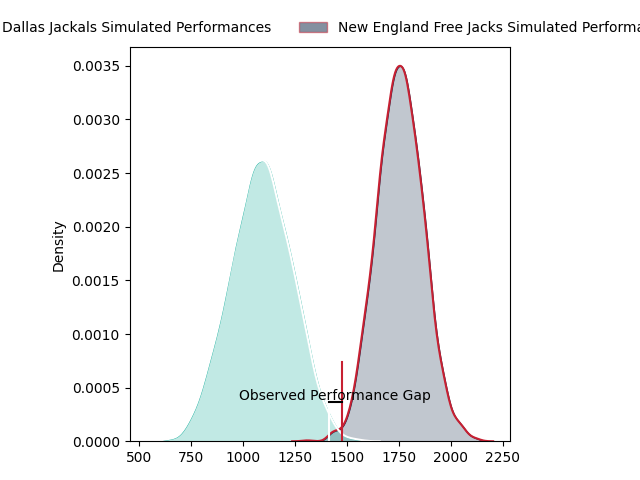 Dallas Jackals Simulated Performances
New England Free Jacks Simulated
Density
0.0035
0.0030
0.0025
0.0020
0.0015
0.0010
0.0005
0.0000
Observed Performance Gap
500 750 1000 1250 1500 1750 2000 2250